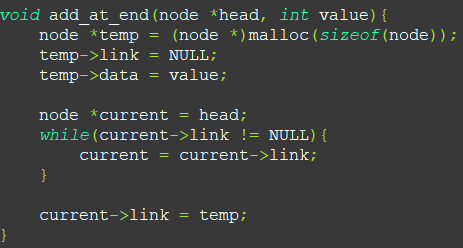 void add_at_end(node *head, int value){
    node *temp = (node *)malloc(sizeof(node));
    temp->link = NULL;
    temp->data = value;

    node *current = head;
    while(current->link != NULL){
        current = current->link;
    }

    current->link = temp;
}